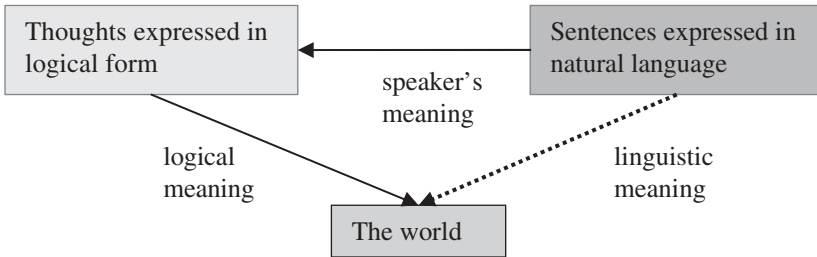 Thoughts expressed in
logical form
Sentences expressed in
natural language
speaker's
meaning
logical
meaning
linguistic
meaning
The world